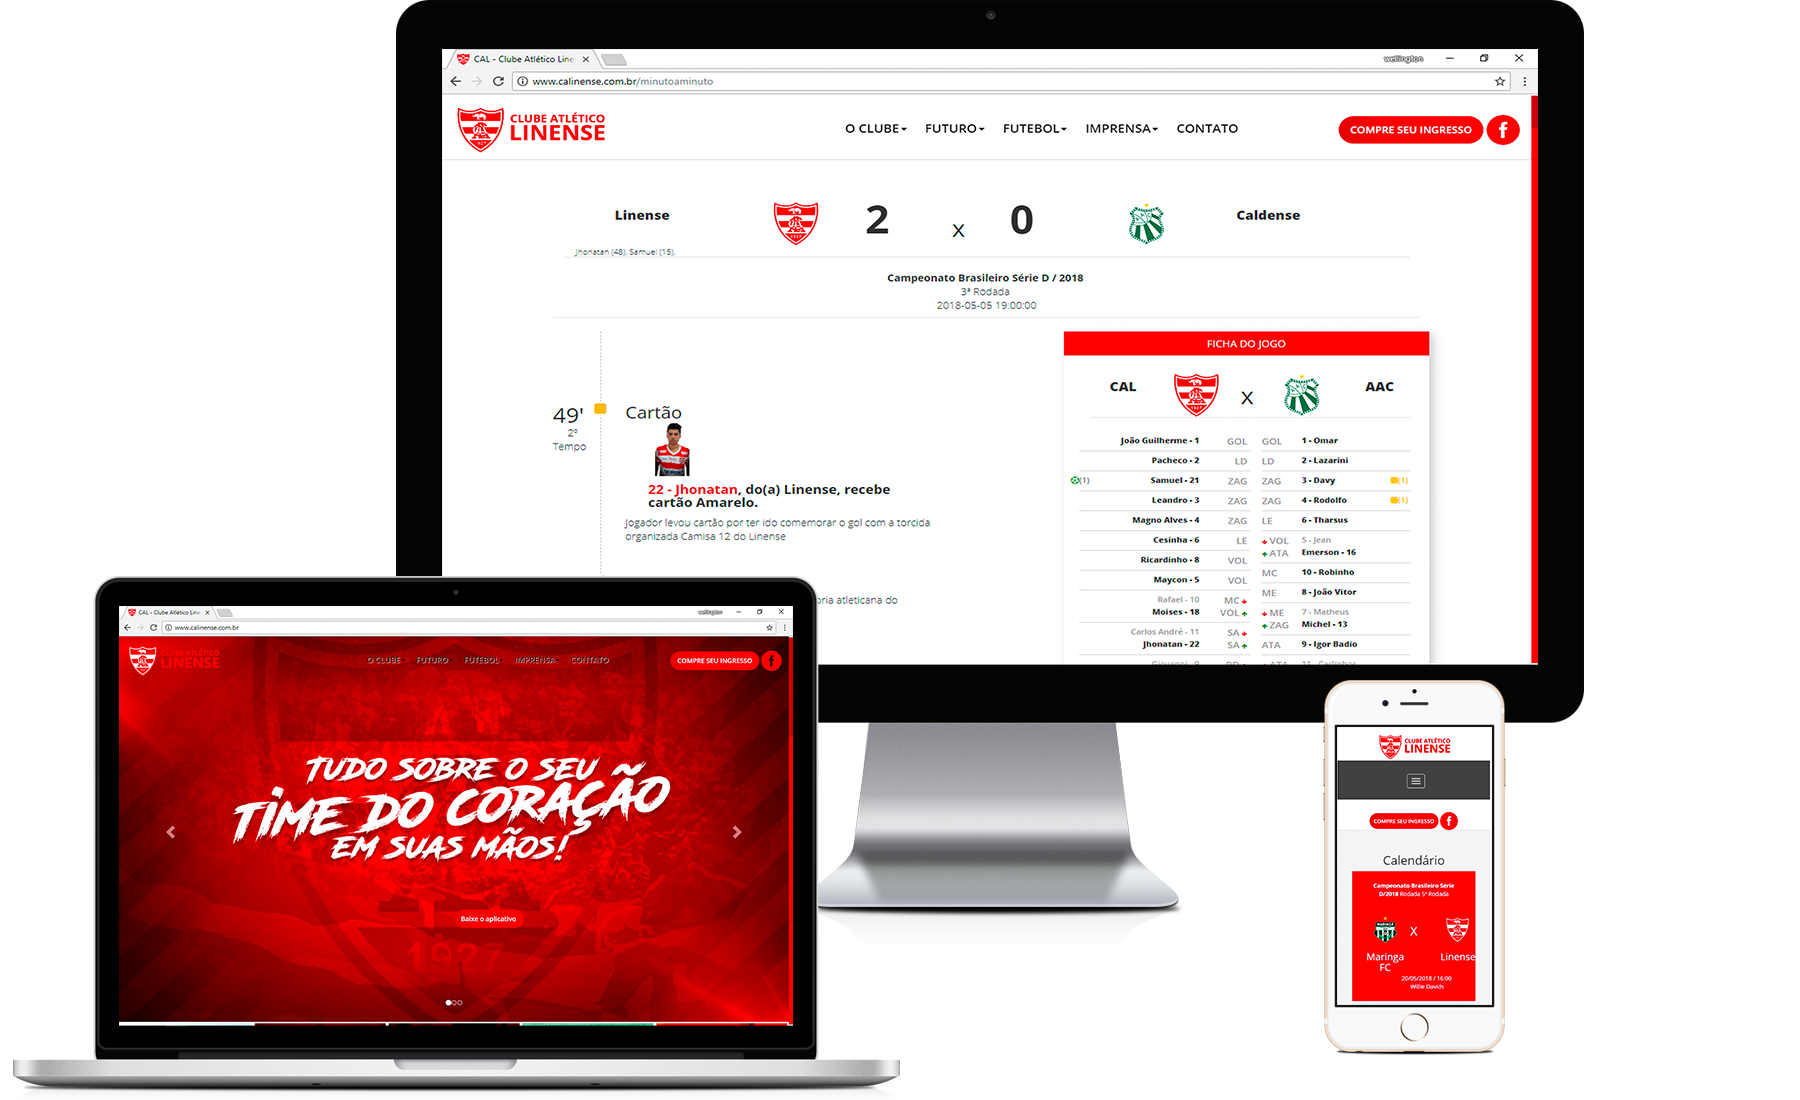 CAL - Clube Atlético Line
wellington
www.calinense.com.br/minutoaminuto
CLUBE ATLÉTICO
LINENSE
O CLUBE
FUTURO
FUTEBOL
IMPRENSA
CONTATO
COMPRE SEU INGRESSO
f
Linense
2
x
0
Caldense
Jhonatan (48). Samuel (15).
Campeonato Brasileiro Série D / 2018
3ª Rodada
2018-05-05 19:00:00
49'
2º
Tempo
Cartão
22 - Jhonatan, do(a) Linense, recebe
cartão Amarelo.
Jogador levou cartão por ter ido comemorar o gol com a torcida
organizada Camisa 12 do Linense
atleticana do
FICHA DO JOGO
CAL
X
AAC
João Guilherme - 1 GOL GOL 1 - Omar
Pacheco - 2 LD LD 2 - Lazarini
(1) Samuel - 21 ZAG ZAG 3 - Davy (1)
Leandro - 3 ZAG ZAG 4 - Rodolfo (1)
Magno Alves - 4 ZAG LE 6 - Tharsus
Cesinha - 6 LE VOL 5 - Jean
ATA Emerson - 16
Ricardinho - 8 VOL
MC 10 - Robinho
Maycon - 5 VOL
ME 8 - João Vitor
Rafael - 10 MC
Moises - 18 VOL ME 7 - Matheus
ZAG Michel - 13
Carlos André - 11 SA
Jhonatan - 22 SA ATA 9 - Igor Badio
Giovanni - 9 ATA 11 - Carlinhos
CAL - Clube Atlético Line
wellington
www.calinense.com.br
CLUBE ATLÉTICO
LINENSE
O CLUBE
FUTURO
FUTEBOL
IMPRENSA
CONTATO
COMPRE SEU INGRESSO
f
TUDO SOBRE O SEU
TIME DO CORAÇÃO
EM SUAS MÃOS!
Baixe o aplicativo
1927
CLUBE ATLÉTICO
LINENSE
COMPRE SEU INGRESSO
f
Calendário
Campeonato Brasileiro Série
D/2018 Rodada 5ª Rodada
MARINGÁ
X
Maringa
FC
Linense
20/05/2018 / 16:00
Willie Davids